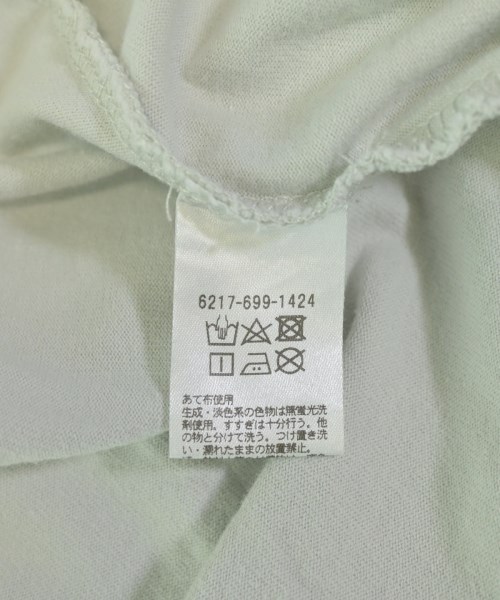 6217-699-1424
あて布使用
生成・淡色系の色物は無蛍光洗
剤使用。すすぎは十分行う。他
の物と分けて洗う。つけ置き洗
い・濡れたままの放置禁止。